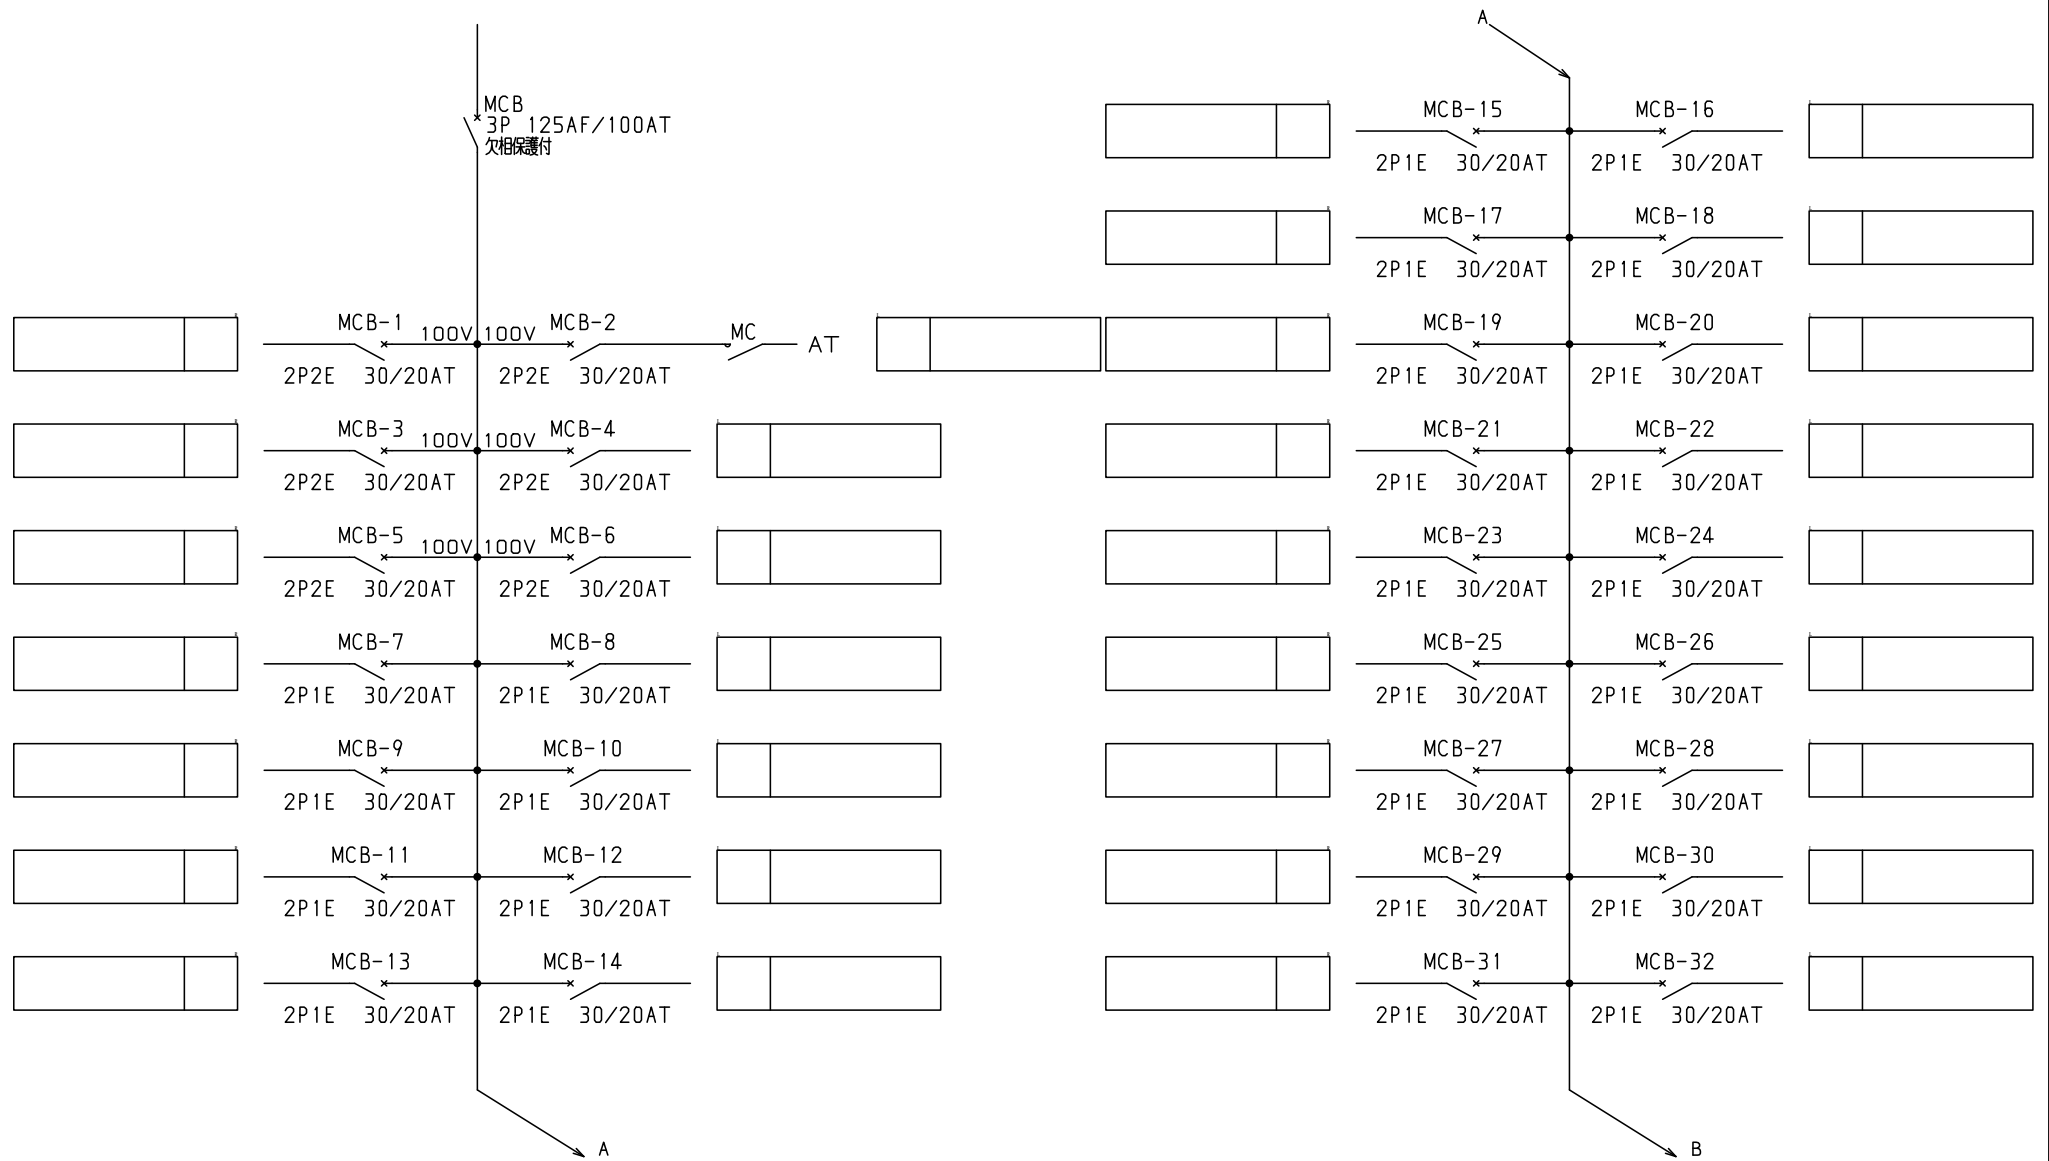 MCB
3P 125AF/100AT
欠相保護付
MCB-1 100V 100V MCB-2 MC AT
2P2E 30/20AT 2P2E 30/20AT
MCB-3 100V 100V MCB-4
2P2E 30/20AT 2P2E 30/20AT
MCB-5 100V 100V MCB-6
2P2E 30/20AT 2P2E 30/20AT
MCB-7 MCB-8
2P1E 30/20AT 2P1E 30/20AT
MCB-9 MCB-10
2P1E 30/20AT 2P1E 30/20AT
MCB-11 MCB-12
2P1E 30/20AT 2P1E 30/20AT
MCB-13 MCB-14
2P1E 30/20AT 2P1E 30/20AT
A
A
MCB-15 MCB-16
2P1E 30/20AT 2P1E 30/20AT
MCB-17 MCB-18
2P1E 30/20AT 2P1E 30/20AT
MCB-19 MCB-20
2P1E 30/20AT 2P1E 30/20AT
MCB-21 MCB-22
2P1E 30/20AT 2P1E 30/20AT
MCB-23 MCB-24
2P1E 30/20AT 2P1E 30/20AT
MCB-25 MCB-26
2P1E 30/20AT 2P1E 30/20AT
MCB-27 MCB-28
2P1E 30/20AT 2P1E 30/20AT
MCB-29 MCB-30
2P1E 30/20AT 2P1E 30/20AT
MCB-31 MCB-32
2P1E 30/20AT 2P1E 30/20AT
B